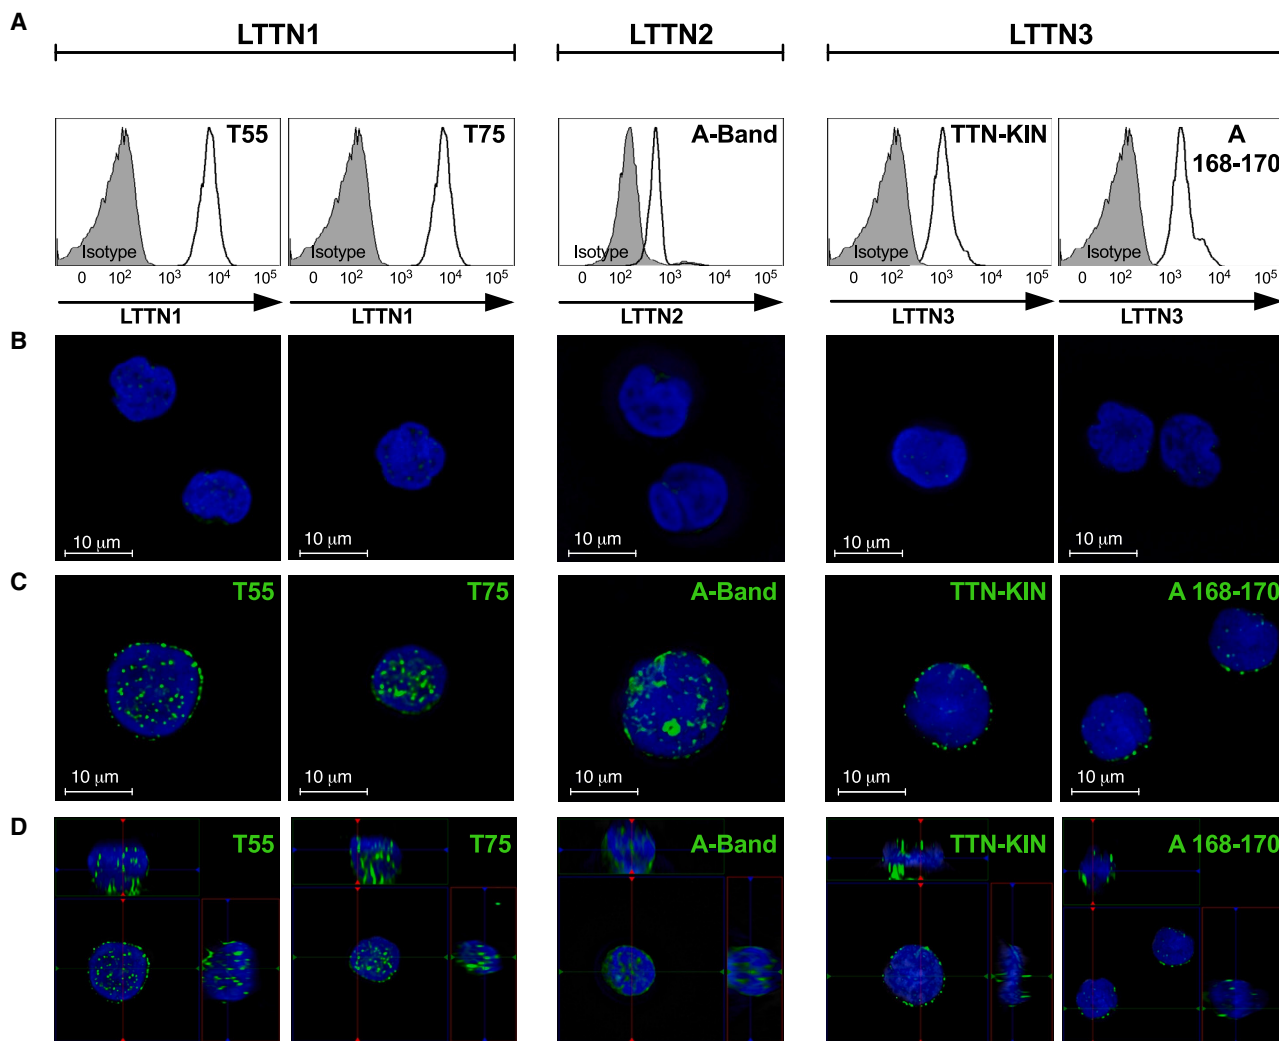 A
LTTN1 LTTN2 LTTN3
T55 T75 A-Band TTN-KIN A
168-170
Isotype Isotype Isotype Isotype Isotype
0 10² 10³ 10⁴ 10⁵ 0 10² 10³ 10⁴ 10⁵ 0 10² 10³ 10⁴ 10⁵ 0 10² 10³ 10⁴ 10⁵ 0 10² 10³ 10⁴ 10⁵
LTTN1 LTTN1 LTTN2 LTTN3 LTTN3
B
10 μm 10 μm 10 μm 10 μm 10 μm
C
T55 T75 A-Band TTN-KIN A 168-170
10 μm 10 μm 10 μm 10 μm 10 μm
D
T55 T75 A-Band TTN-KIN A 168-170